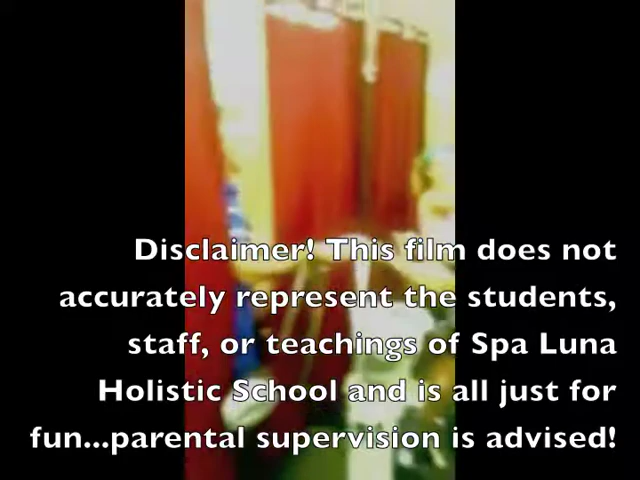 Disclaimer! This film does not
accurately represent the students,
staff, or teachings of Spa Luna
Holistic School and is all just for
fun...parental supervision is advised!